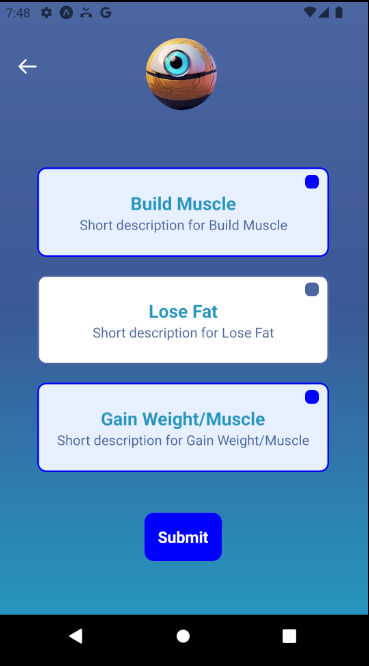 7:48
Build Muscle
Short description for Build Muscle
Lose Fat
Short description for Lose Fat
Gain Weight/Muscle
Short description for Gain Weight/Muscle
Submit